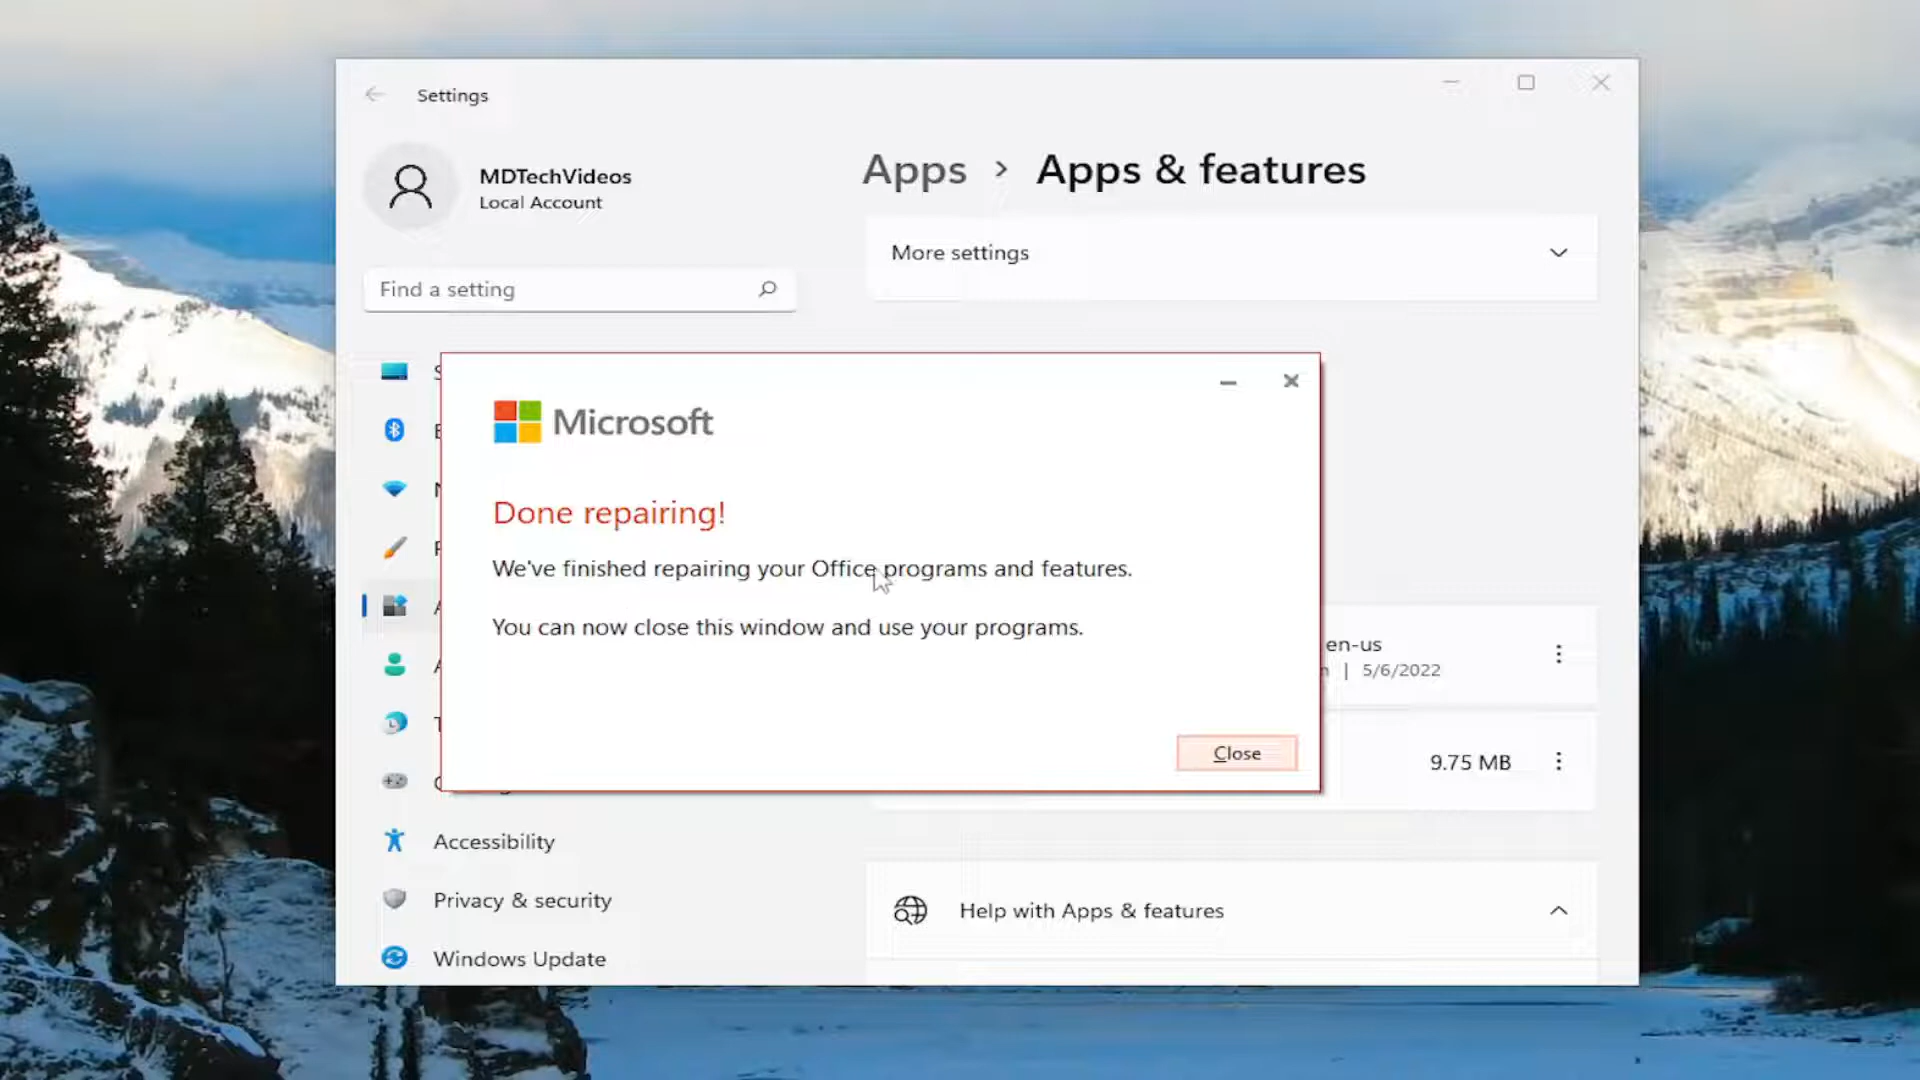 Settings
MDTechVideos
Local Account
Find a setting
Apps > Apps & features
More settings
Microsoft
Done repairing!
We've finished repairing your Office programs and features.
You can now close this window and use your programs.
Close
en-us
| 5/6/2022
9.75 MB
Accessibility
Privacy & security
Windows Update
Help with Apps & features